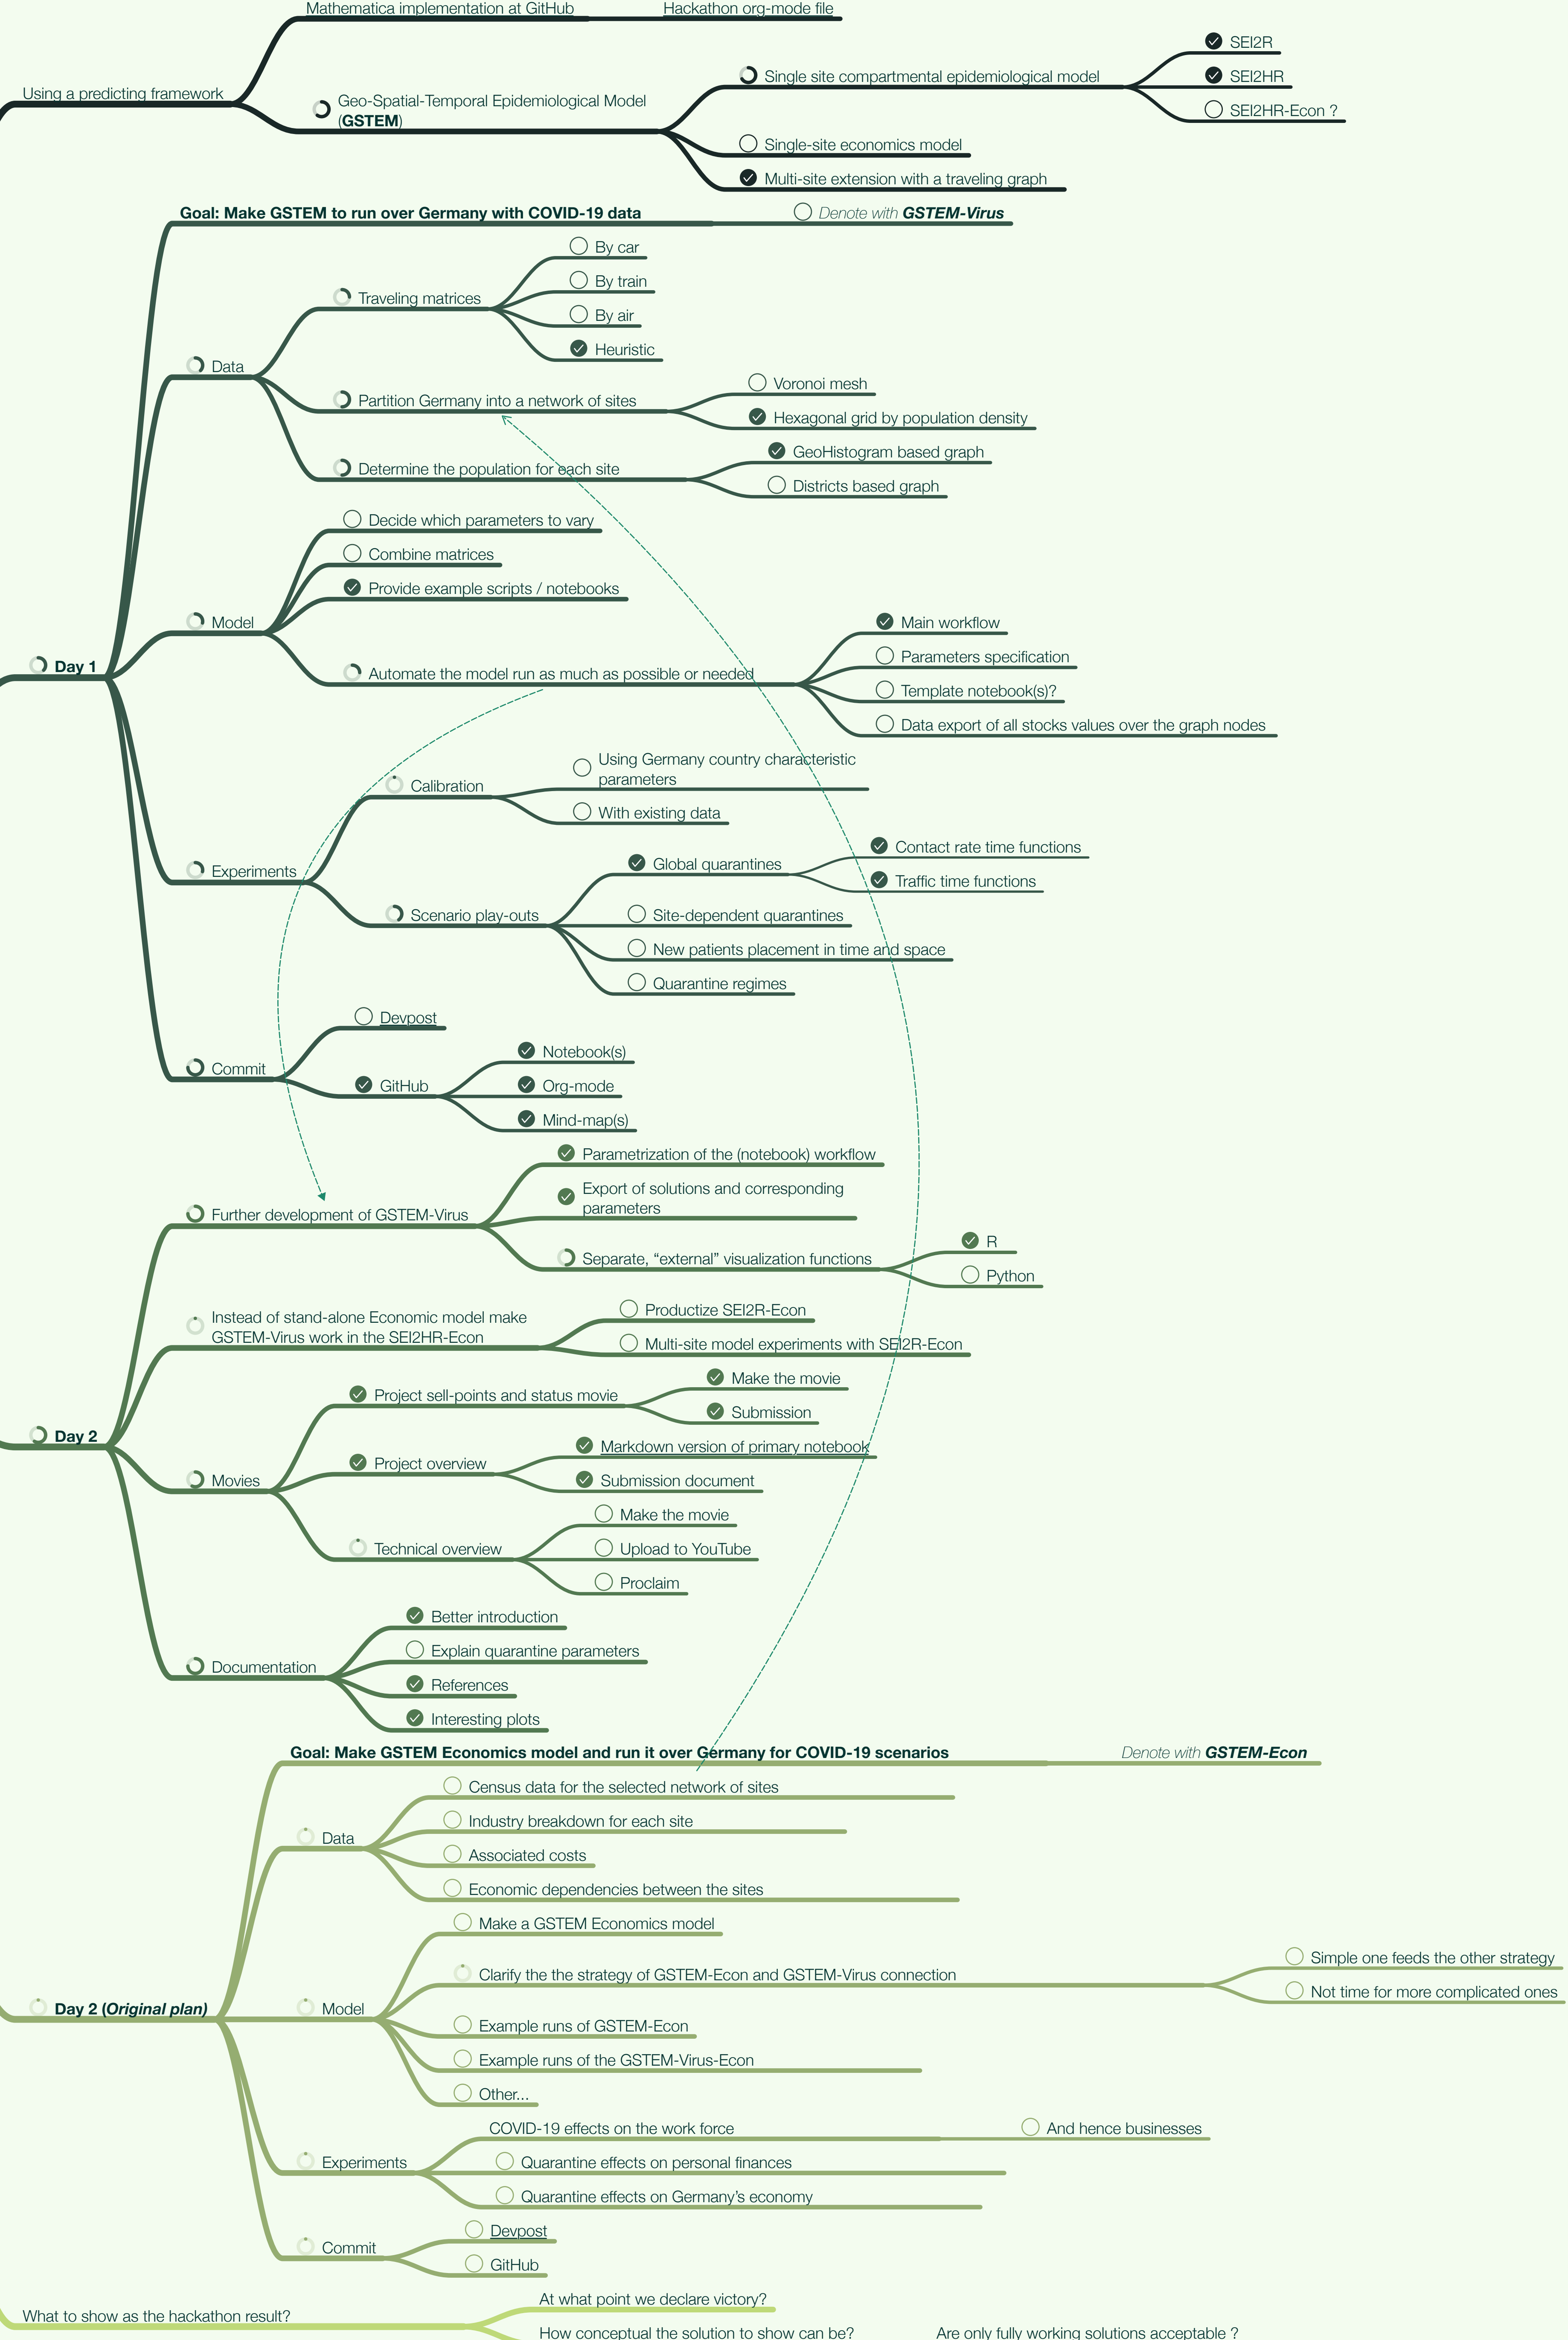 Mathematica implementation at GitHub
Hackathon org-mode file
Using a predicting framework
Geo-Spatial-Temporal Epidemiological Model
(GSTEM)
Single site compartmental epidemiological model
SEI2R
SEI2HR
SEI2HR-Econ ?
Single-site economics model
Multi-site extension with a traveling graph
Day 1
Goal: Make GSTEM to run over Germany with COVID-19 data
Denote with GSTEM-Virus
Data
Traveling matrices
By car
By train
By air
Heuristic
Partition Germany into a network of sites
Voronoi mesh
Hexagonal grid by population density
Determine the population for each site
GeoHistogram based graph
Districts based graph
Model
Decide which parameters to vary
Combine matrices
Provide example scripts / notebooks
Automate the model run as much as possible or needed
Main workflow
Parameters specification
Template notebook(s)?
Data export of all stocks values over the graph nodes
Experiments
Calibration
Using Germany country characteristic
parameters
With existing data
Scenario play-outs
Global quarantines
Contact rate time functions
Traffic time functions
Site-dependent quarantines
New patients placement in time and space
Quarantine regimes
Commit
Devpost
GitHub
Notebook(s)
Org-mode
Mind-map(s)
Day 2
Further development of GSTEM-Virus
Parametrization of the (notebook) workflow
Export of solutions and corresponding
parameters
Separate, “external” visualization functions
R
Python
Instead of stand-alone Economic model make
GSTEM-Virus work in the SEI2HR-Econ
Productize SEI2R-Econ
Multi-site model experiments with SEI2R-Econ
Movies
Project sell-points and status movie
Make the movie
Submission
Project overview
Markdown version of primary notebook
Submission document
Technical overview
Make the movie
Upload to YouTube
Proclaim
Documentation
Better introduction
Explain quarantine parameters
References
Interesting plots
Day 2 (Original plan)
Goal: Make GSTEM Economics model and run it over Germany for COVID-19 scenarios
Denote with GSTEM-Econ
Data
Census data for the selected network of sites
Industry breakdown for each site
Associated costs
Economic dependencies between the sites
Model
Make a GSTEM Economics model
Clarify the the strategy of GSTEM-Econ and GSTEM-Virus connection
Simple one feeds the other strategy
Not time for more complicated ones
Example runs of GSTEM-Econ
Example runs of the GSTEM-Virus-Econ
Other...
Experiments
COVID-19 effects on the work force
And hence businesses
Quarantine effects on personal finances
Quarantine effects on Germany’s economy
Commit
Devpost
GitHub
What to show as the hackathon result?
At what point we declare victory?
How conceptual the solution to show can be?
Are only fully working solutions acceptable ?